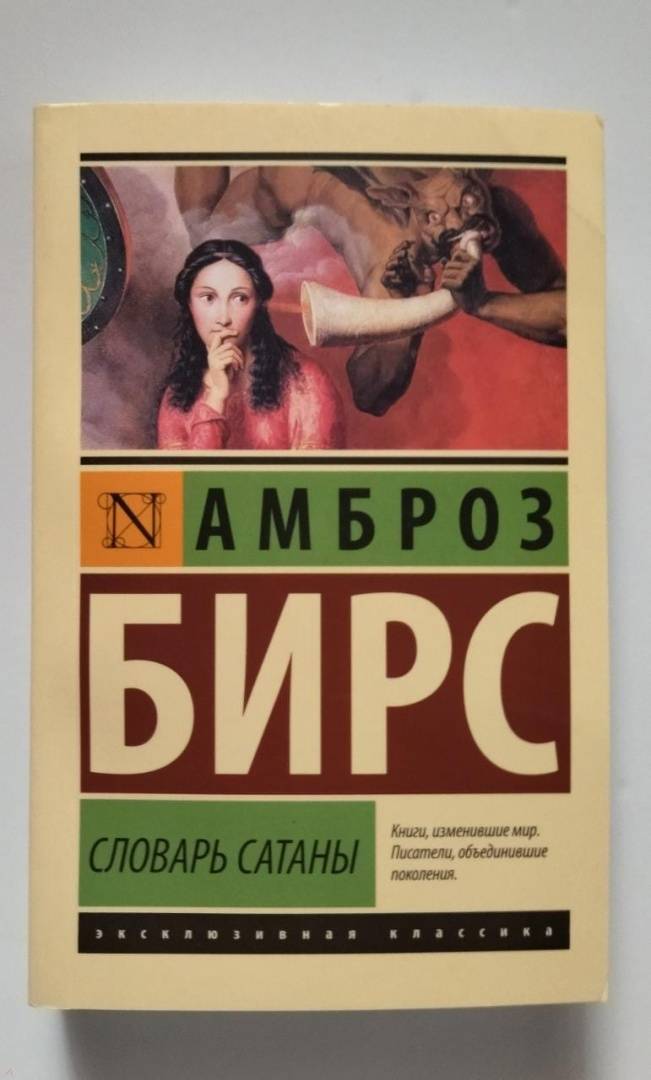 N
АМБРОЗ
БИРС
СЛОВАРЬ САТАНЫ
Книги, изменившие мир.
Писатели, объединившие
поколения.
эксклюзивная классика